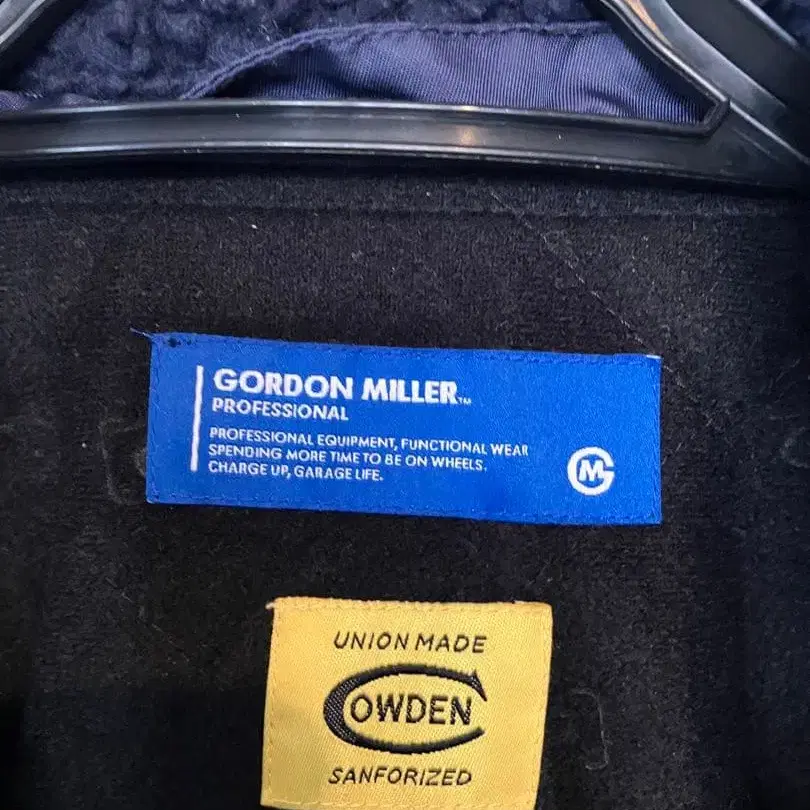 GORDON MILLER™
PROFESSIONAL
PROFESSIONAL EQUIPMENT, FUNCTIONAL WEAR
SPENDING MORE TIME TO BE ON WHEELS.
CHARGE UP, GARAGE LIFE.
GM
UNION MADE
COWDEN
SANFORIZED